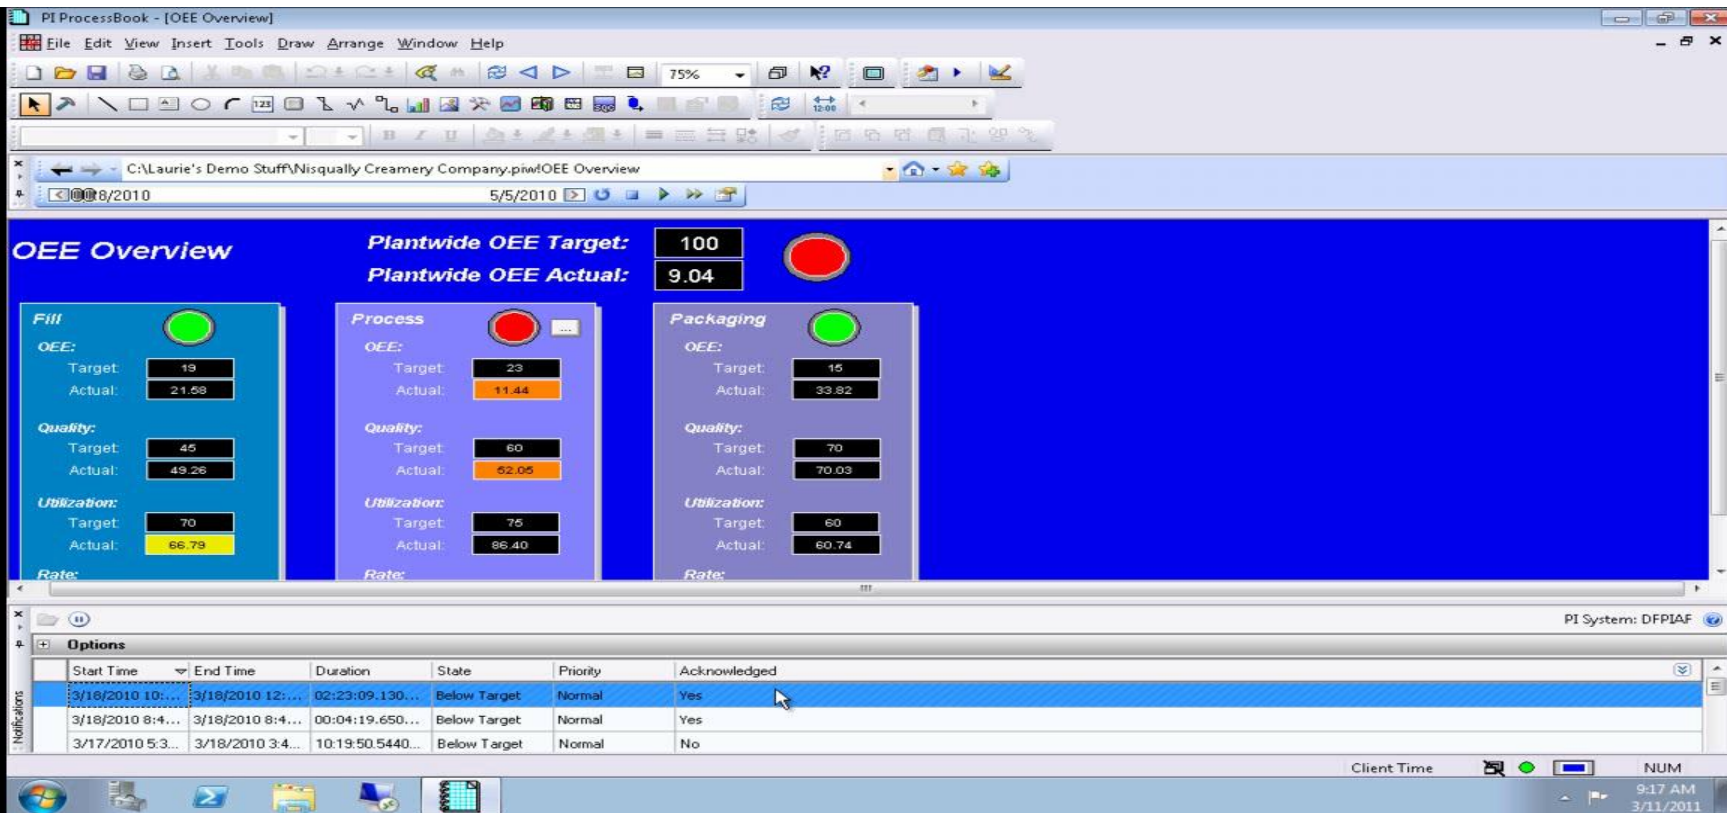 PI ProcessBook - [OEE Overview]
File Edit View Insert Tools Draw Arrange Window Help
75%
123
12:00
B I U
C:\Laurie's Demo Stuff\Nisqually Creamery Company.piw!OEE Overview
8/2010 5/5/2010
OEE Overview
Plantwide OEE Target: 100
Plantwide OEE Actual: 9.04
Fill
OEE:
Target: 19
Actual: 21.58
Quality:
Target: 45
Actual: 49.26
Utilization:
Target: 70
Actual: 66.79
Rate:
Process
...
OEE:
Target: 23
Actual: 11.44
Quality:
Target: 60
Actual: 52.05
Utilization:
Target: 75
Actual: 86.40
Rate:
Packaging
OEE:
Target: 15
Actual: 33.82
Quality:
Target: 70
Actual: 70.03
Utilization:
Target: 60
Actual: 60.74
Rate:
PI System: DFPIAF
Options
Notifications
Start Time End Time Duration State Priority Acknowledged
3/18/2010 10:... 3/18/2010 12:... 02:23:09.130... Below Target Normal Yes
3/18/2010 8:4... 3/18/2010 8:4... 00:04:19.650... Below Target Normal Yes
3/17/2010 5:3... 3/18/2010 3:4... 10:19:50.5440... Below Target Normal No
Client Time NUM
9:17 AM
3/11/2011